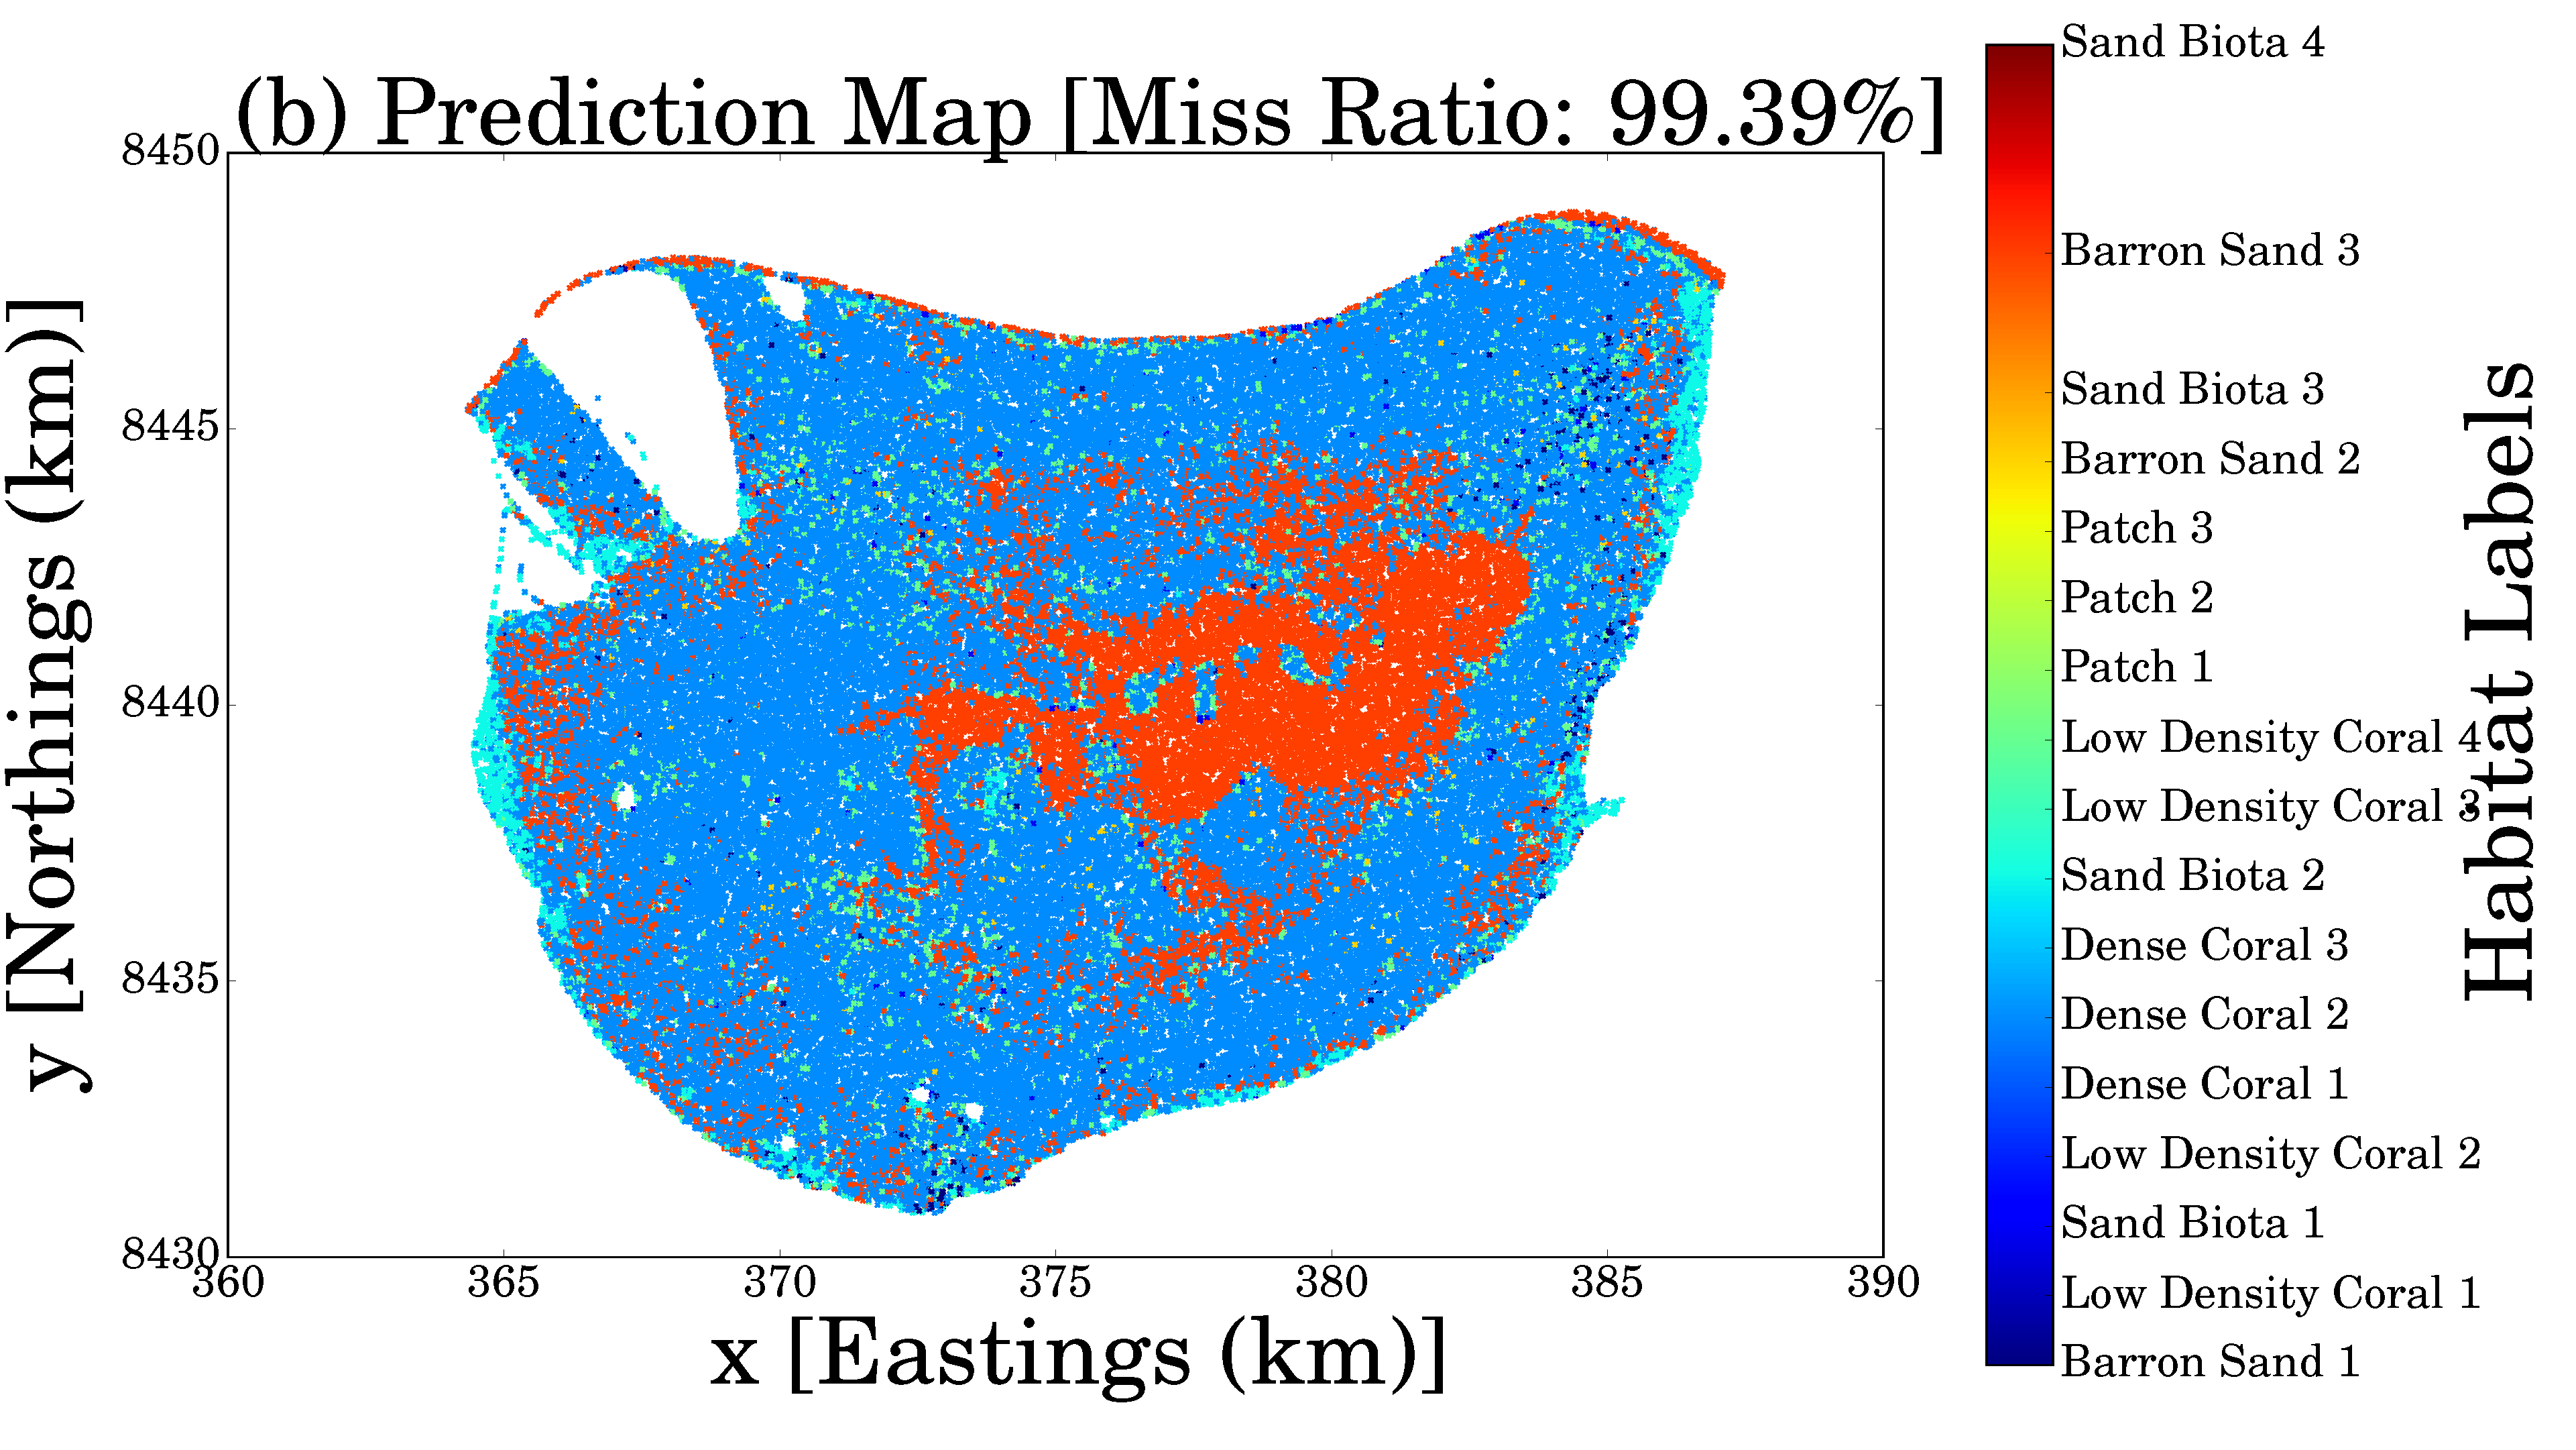 (b) Prediction Map [Miss Ratio: 99.39%]
y [Northings (km)]
8450
8445
8440
8435
8430
360 365 370 375 380 385 390
x [Eastings (km)]
Sand Biota 4
Barron Sand 3
Sand Biota 3
Barron Sand 2
Patch 3
Patch 2
Patch 1
Low Density Coral 4
Low Density Coral 3
Sand Biota 2
Dense Coral 3
Dense Coral 2
Dense Coral 1
Low Density Coral 2
Sand Biota 1
Low Density Coral 1
Barron Sand 1
Habitat Labels